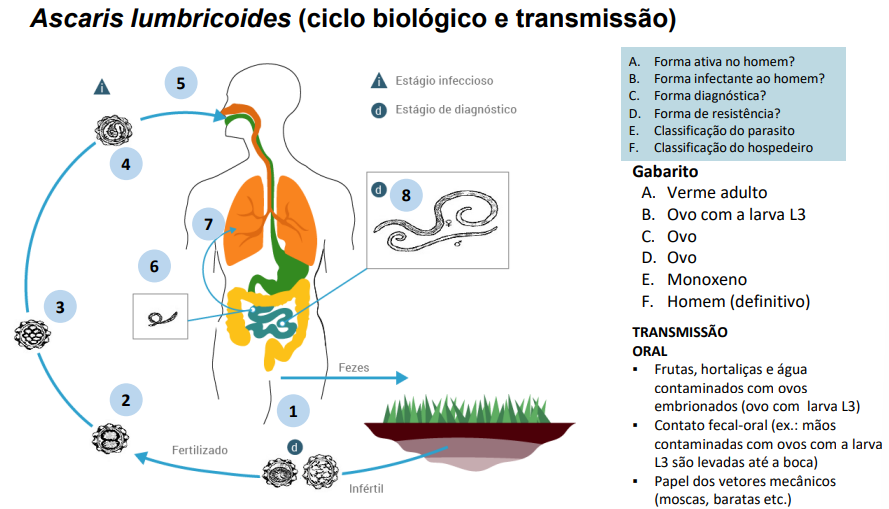 Ascaris lumbricoides (ciclo biológico e transmissão)
i
5
i Estágio infeccioso
d Estágio de diagnóstico
4
d
8
♀
♂
7
6
3
Fezes
2
1
d
Fertilizado
Infértil
A. Forma ativa no homem?
B. Forma infectante ao homem?
C. Forma diagnóstica?
D. Forma de resistência?
E. Classificação do parasito
F. Classificação do hospedeiro
Gabarito
A. Verme adulto
B. Ovo com a larva L3
C. Ovo
D. Ovo
E. Monoxeno
F. Homem (definitivo)
TRANSMISSÃO
ORAL
▪ Frutas, hortaliças e água
contaminados com ovos
embrionados (ovo com larva L3)
▪ Contato fecal-oral (ex.: mãos
contaminadas com ovos com a larva
L3 são levadas até a boca)
▪ Papel dos vetores mecânicos
(moscas, baratas etc.)